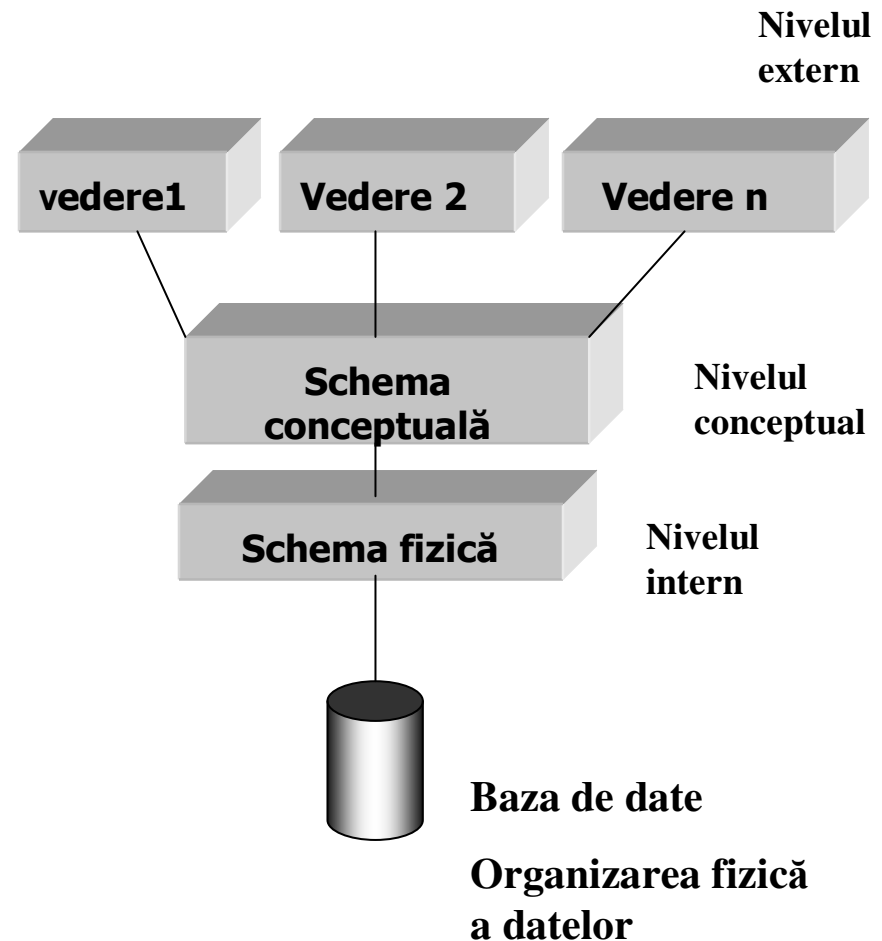 Nivelul
extern
vedere1
Vedere 2
Vedere n
Schema
conceptuală
Nivelul
conceptual
Schema fizică
Nivelul
intern
Baza de date
Organizarea fizică
a datelor